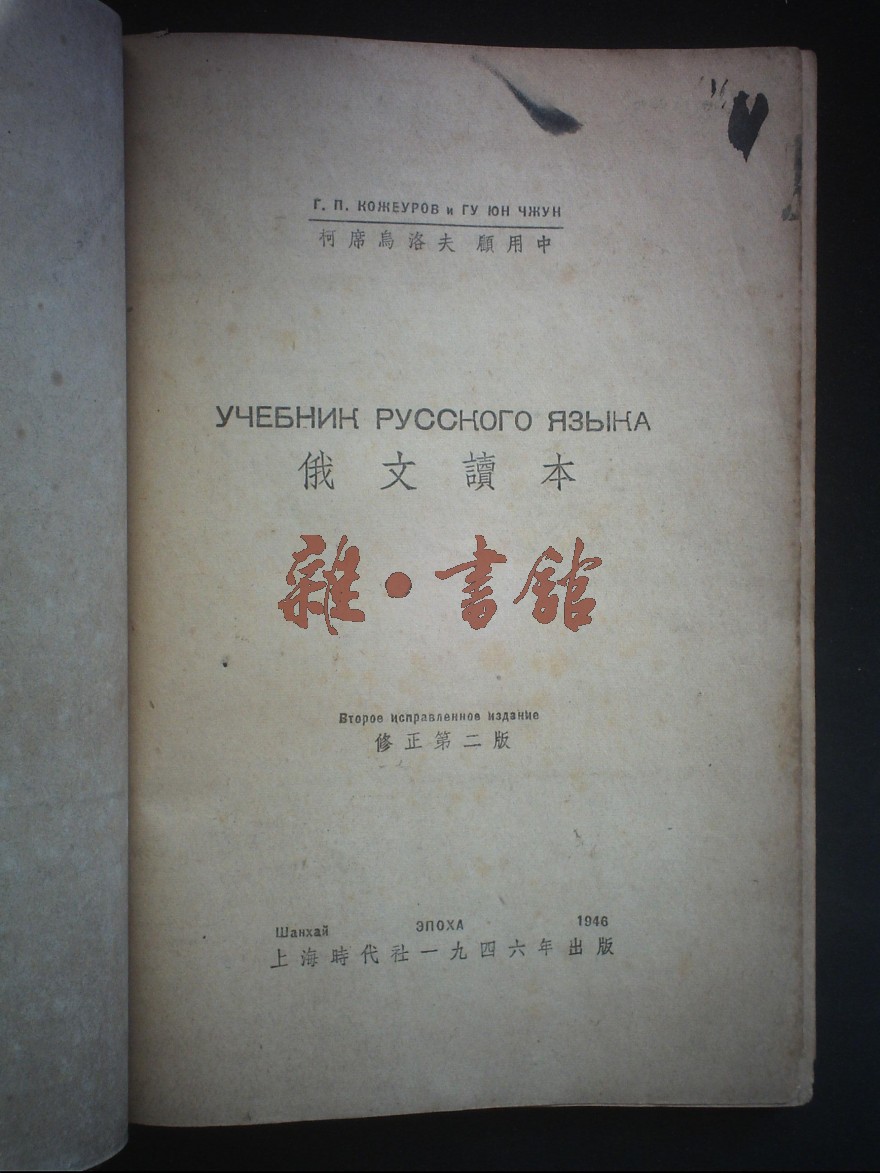 Г. П. КОЖЕУРОВ и ГУ ЮН ЧЖУН
柯席烏洛夫 顧用中
УЧЕБНИК РУССКОГО ЯЗЫКА
俄文讀本
雜·書館
Второе исправленное издание
修正第二版
Шанхай ЭПОХА 1946
上海時代社一九四六年出版